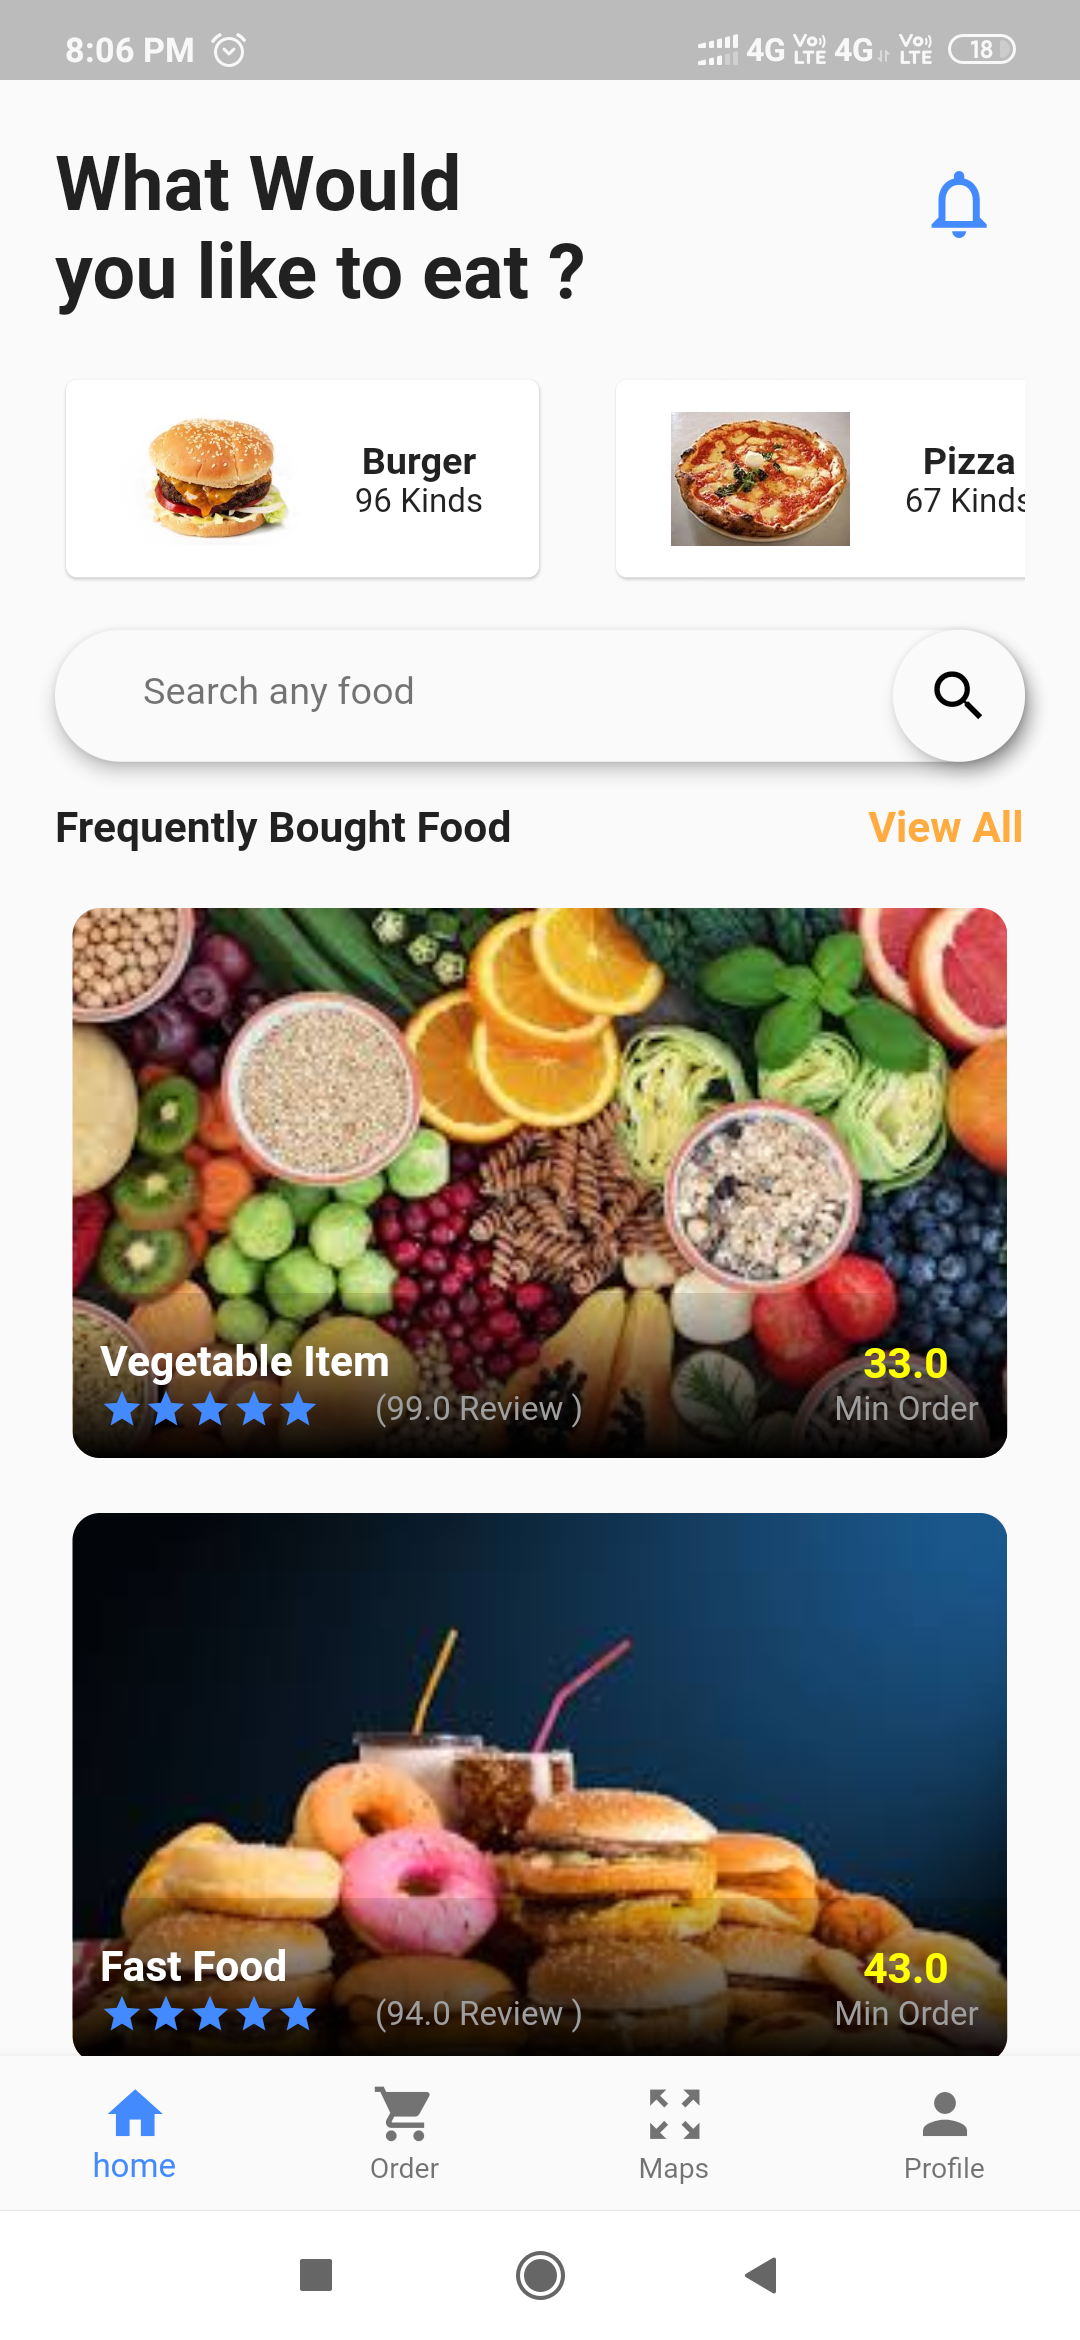 8:06 PM 4G Vo LTE 4G Vo LTE 18
What Would
you like to eat ?
Burger
96 Kinds
Pizza
67 Kinds
Search any food
Frequently Bought Food View All
Vegetable Item 33.0
(99.0 Review ) Min Order
Fast Food 43.0
(94.0 Review ) Min Order
home Order Maps Profile